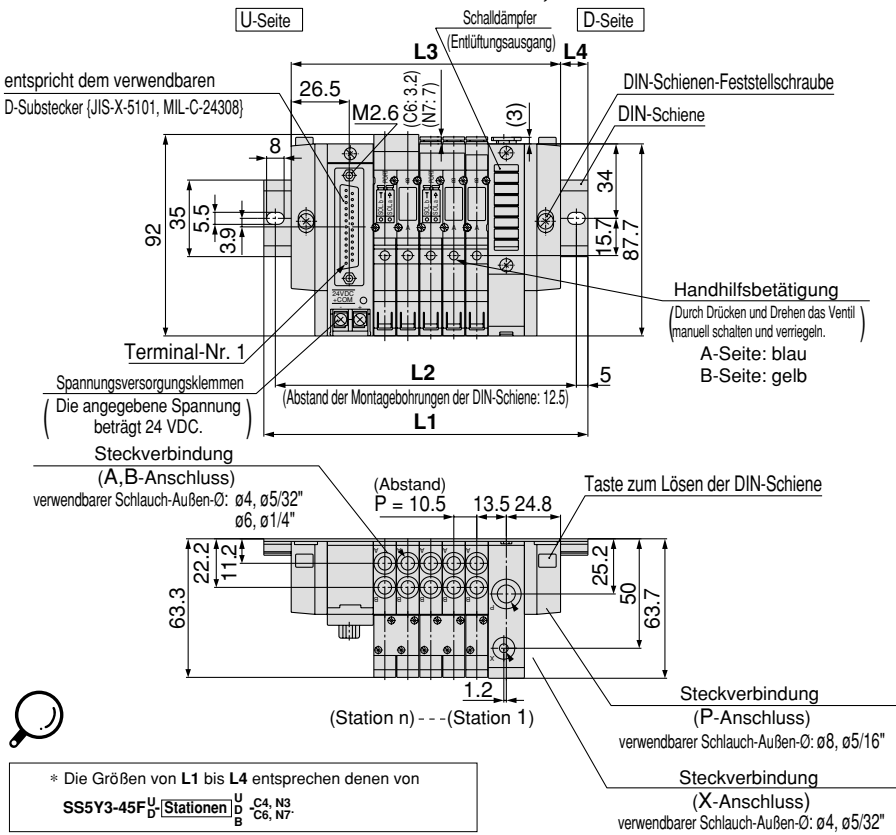 U-Seite
Schalldämpfer
(Entlüftungsausgang)
D-Seite
L3
L4
entspricht dem verwendbaren
D-Substecker {JIS-X-5101, MIL-C-24308}
26.5
M2.6
(C6: 3.2)
(N7: 7)
(3)
DIN-Schienen-Feststellschraube
DIN-Schiene
8
92
35
5.5
3.9
34
15.7
87.7
24VDC
+COM
Terminal-Nr. 1
Handhilfsbetätigung
(Durch Drücken und Drehen das Ventil
manuell schalten und verriegeln.)
A-Seite: blau
B-Seite: gelb
Spannungsversorgungsklemmen
(Die angegebene Spannung
beträgt 24 VDC.)
L2
5
(Abstand der Montagebohrungen der DIN-Schiene: 12.5)
L1
Steckverbindung
(A,B-Anschluss)
verwendbarer Schlauch-Außen-Ø: ø4, ø5/32"
ø6, ø1/4"
(Abstand)
P = 10.5
13.5
24.8
Taste zum Lösen der DIN-Schiene
63.3
22.2
11.2
25.2
50
63.7
P
X
1.2
(Station n) - - - (Station 1)
Steckverbindung
(P-Anschluss)
verwendbarer Schlauch-Außen-Ø: ø8, ø5/16"
Steckverbindung
(X-Anschluss)
verwendbarer Schlauch-Außen-Ø: ø4, ø5/32"
* Die Größen von L1 bis L4 entsprechen denen von
SS5Y3-45F U D - Stationen U D B - C4, N3 C6, N7.